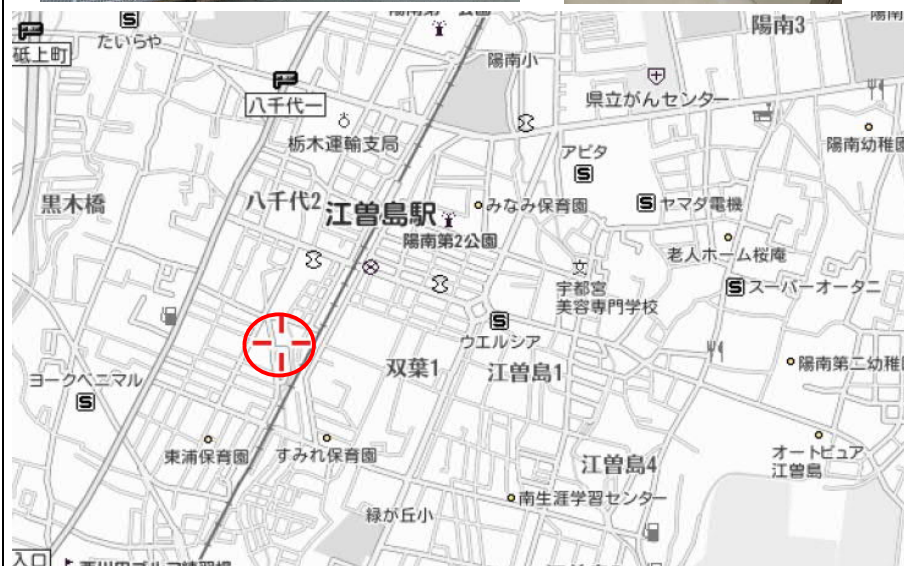 陽南3
砥上町
たいらや
陽南小
県立がんセンター
八千代一
栃木運輸支局
アピタ
陽南幼稚園
黒木橋
八千代2
江曽島駅
みなみ保育園
ヤマダ電機
陽南第2公園
老人ホーム桜庵
宇都宮
美容専門学校
スーパーオータニ
ウエルシア
双葉1
江曽島1
陽南第二幼稚
ヨークベニマル
東浦保育園
すみれ保育園
江曽島4
オートピュア
江曽島
南生涯学習センター
緑が丘小
入口